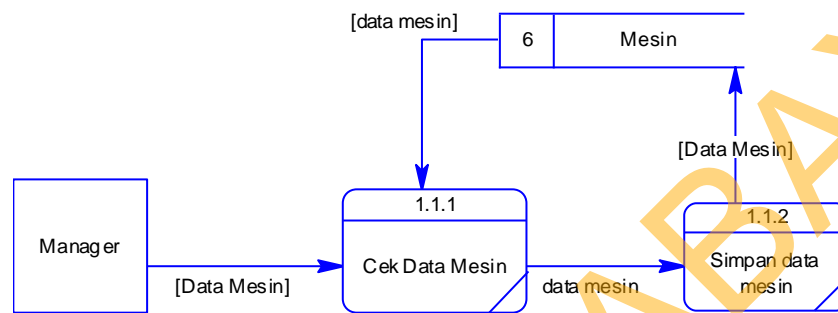 [data mesin]
6
Mesin
[Data Mesin]
1.1.1
1.1.2
Manager
Cek Data Mesin
Simpan data
mesin
[Data Mesin]
data mesin
ABA